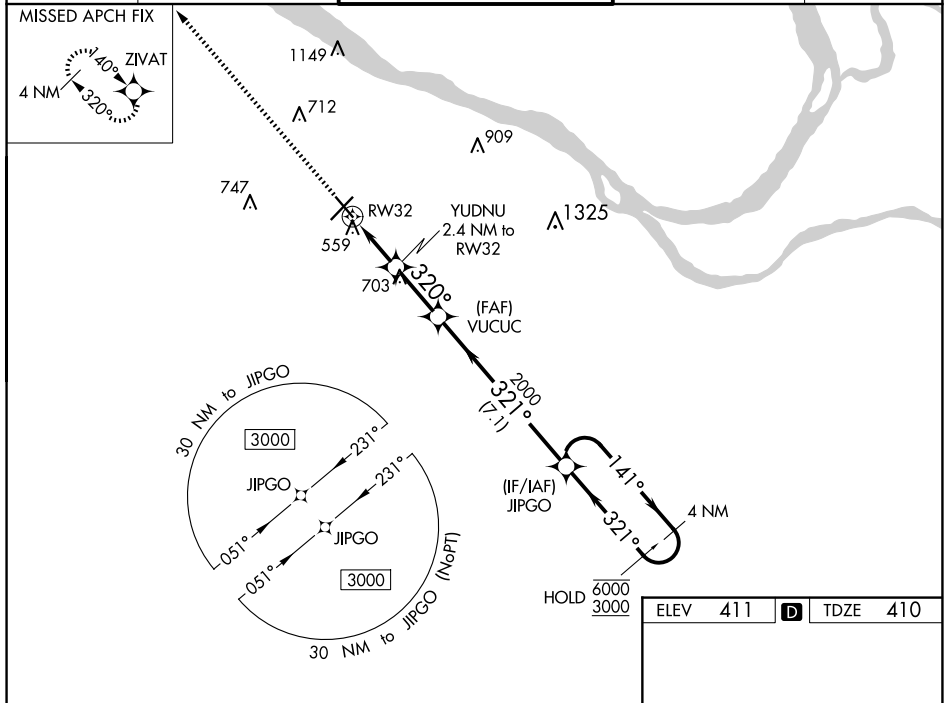 MISSED APCH FIX
140°
ZIVAT
4 NM
320°
1149
712
909
747
RW32
559
1325
YUDNU
2.4 NM to
RW32
703
320°
(FAF)
VUCUC
2000
321°
(7.1)
30 NM to JIPGO
3000
231°
JIPGO
051°
231°
JIPGO
051°
3000
30 NM to JIPGO (NoPT)
(IF/IAF)
JIPGO
141°
321°
4 NM
HOLD
6000
3000
ELEV 411 D TDZE 410